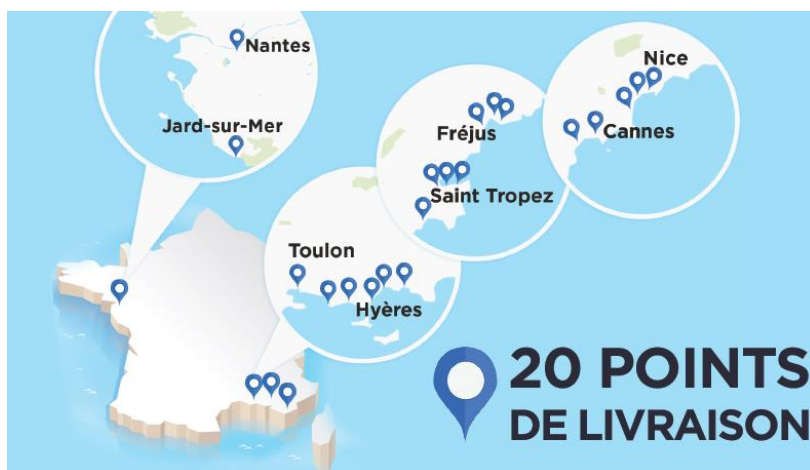 Nantes
Jard-sur-Mer
Toulon
Hyères
Fréjus
Saint Tropez
Nice
Cannes
20 POINTS
DE LIVRAISON